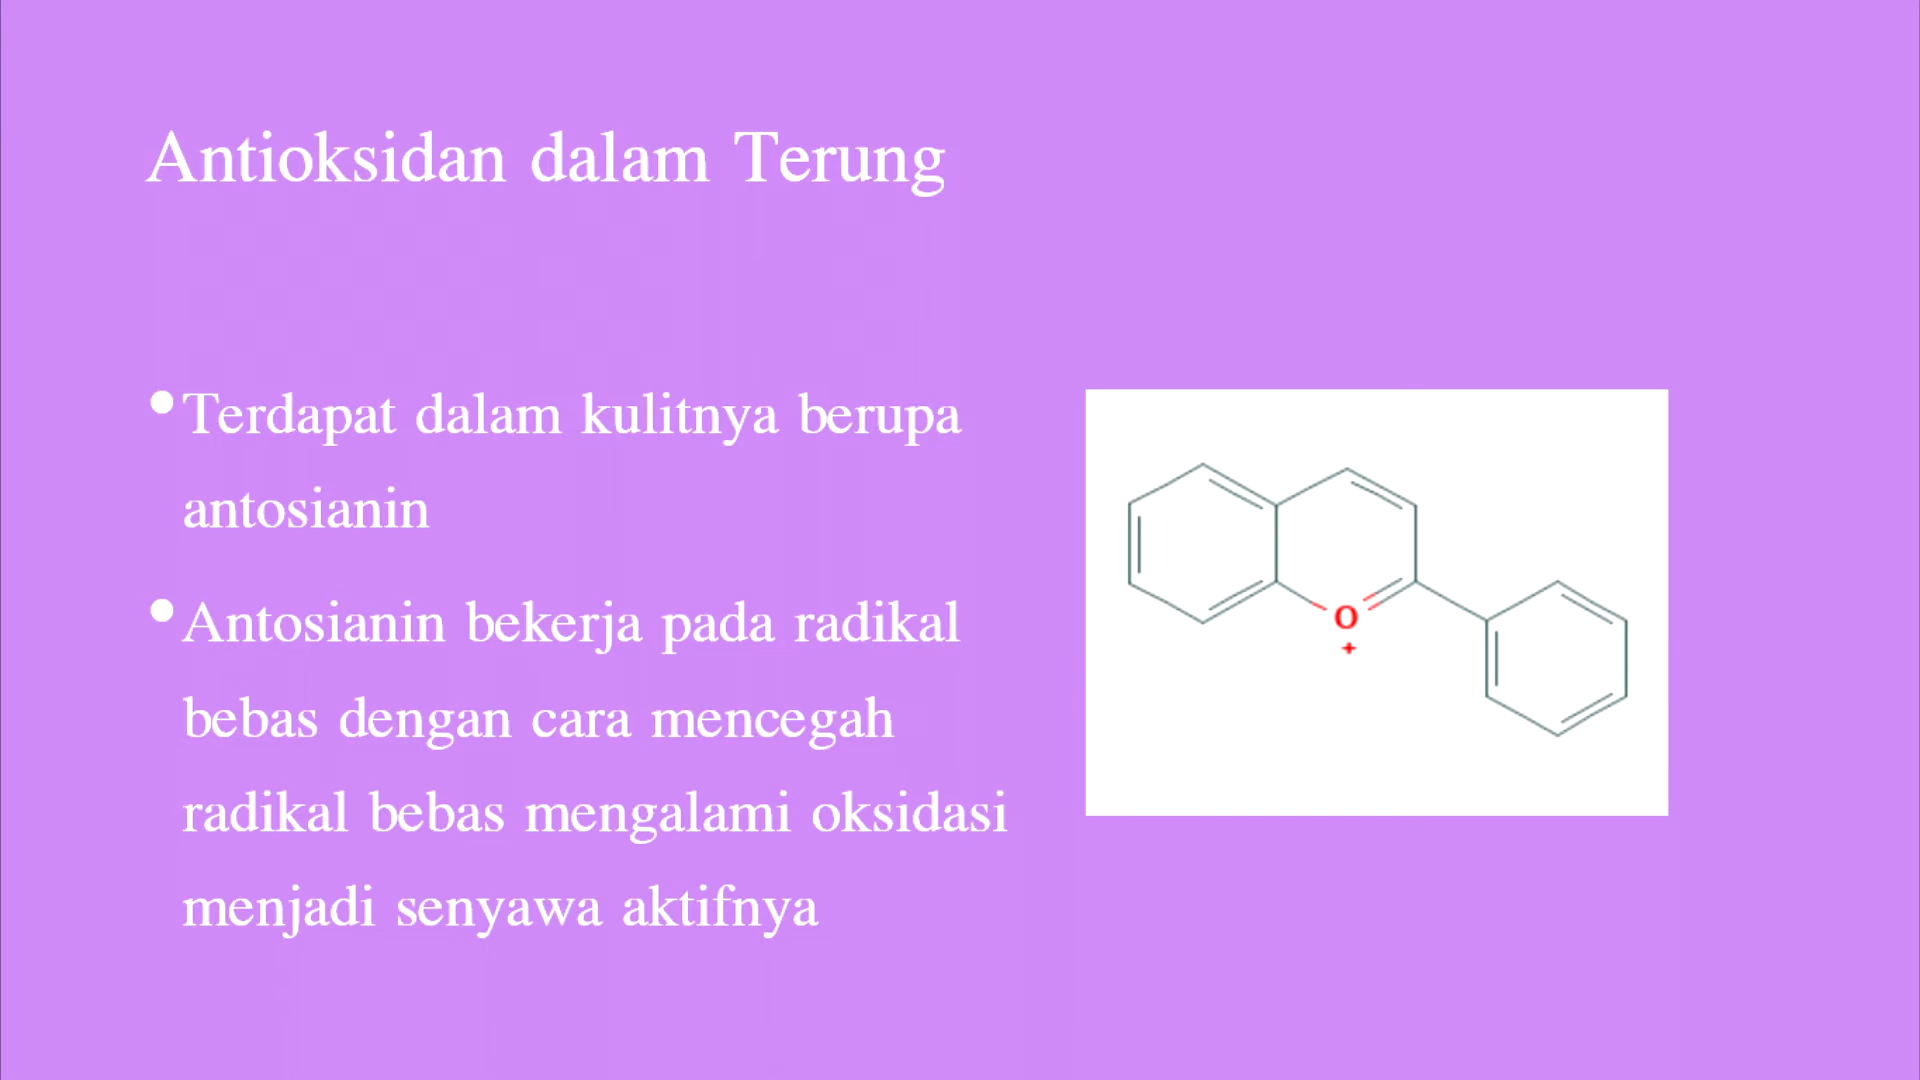 Antioksidan dalam Terung
•Terdapat dalam kulitnya berupa
antosianin
•Antosianin bekerja pada radikal
bebas dengan cara mencegah
radikal bebas mengalami oksidasi
menjadi senyawa aktifnya
O
+